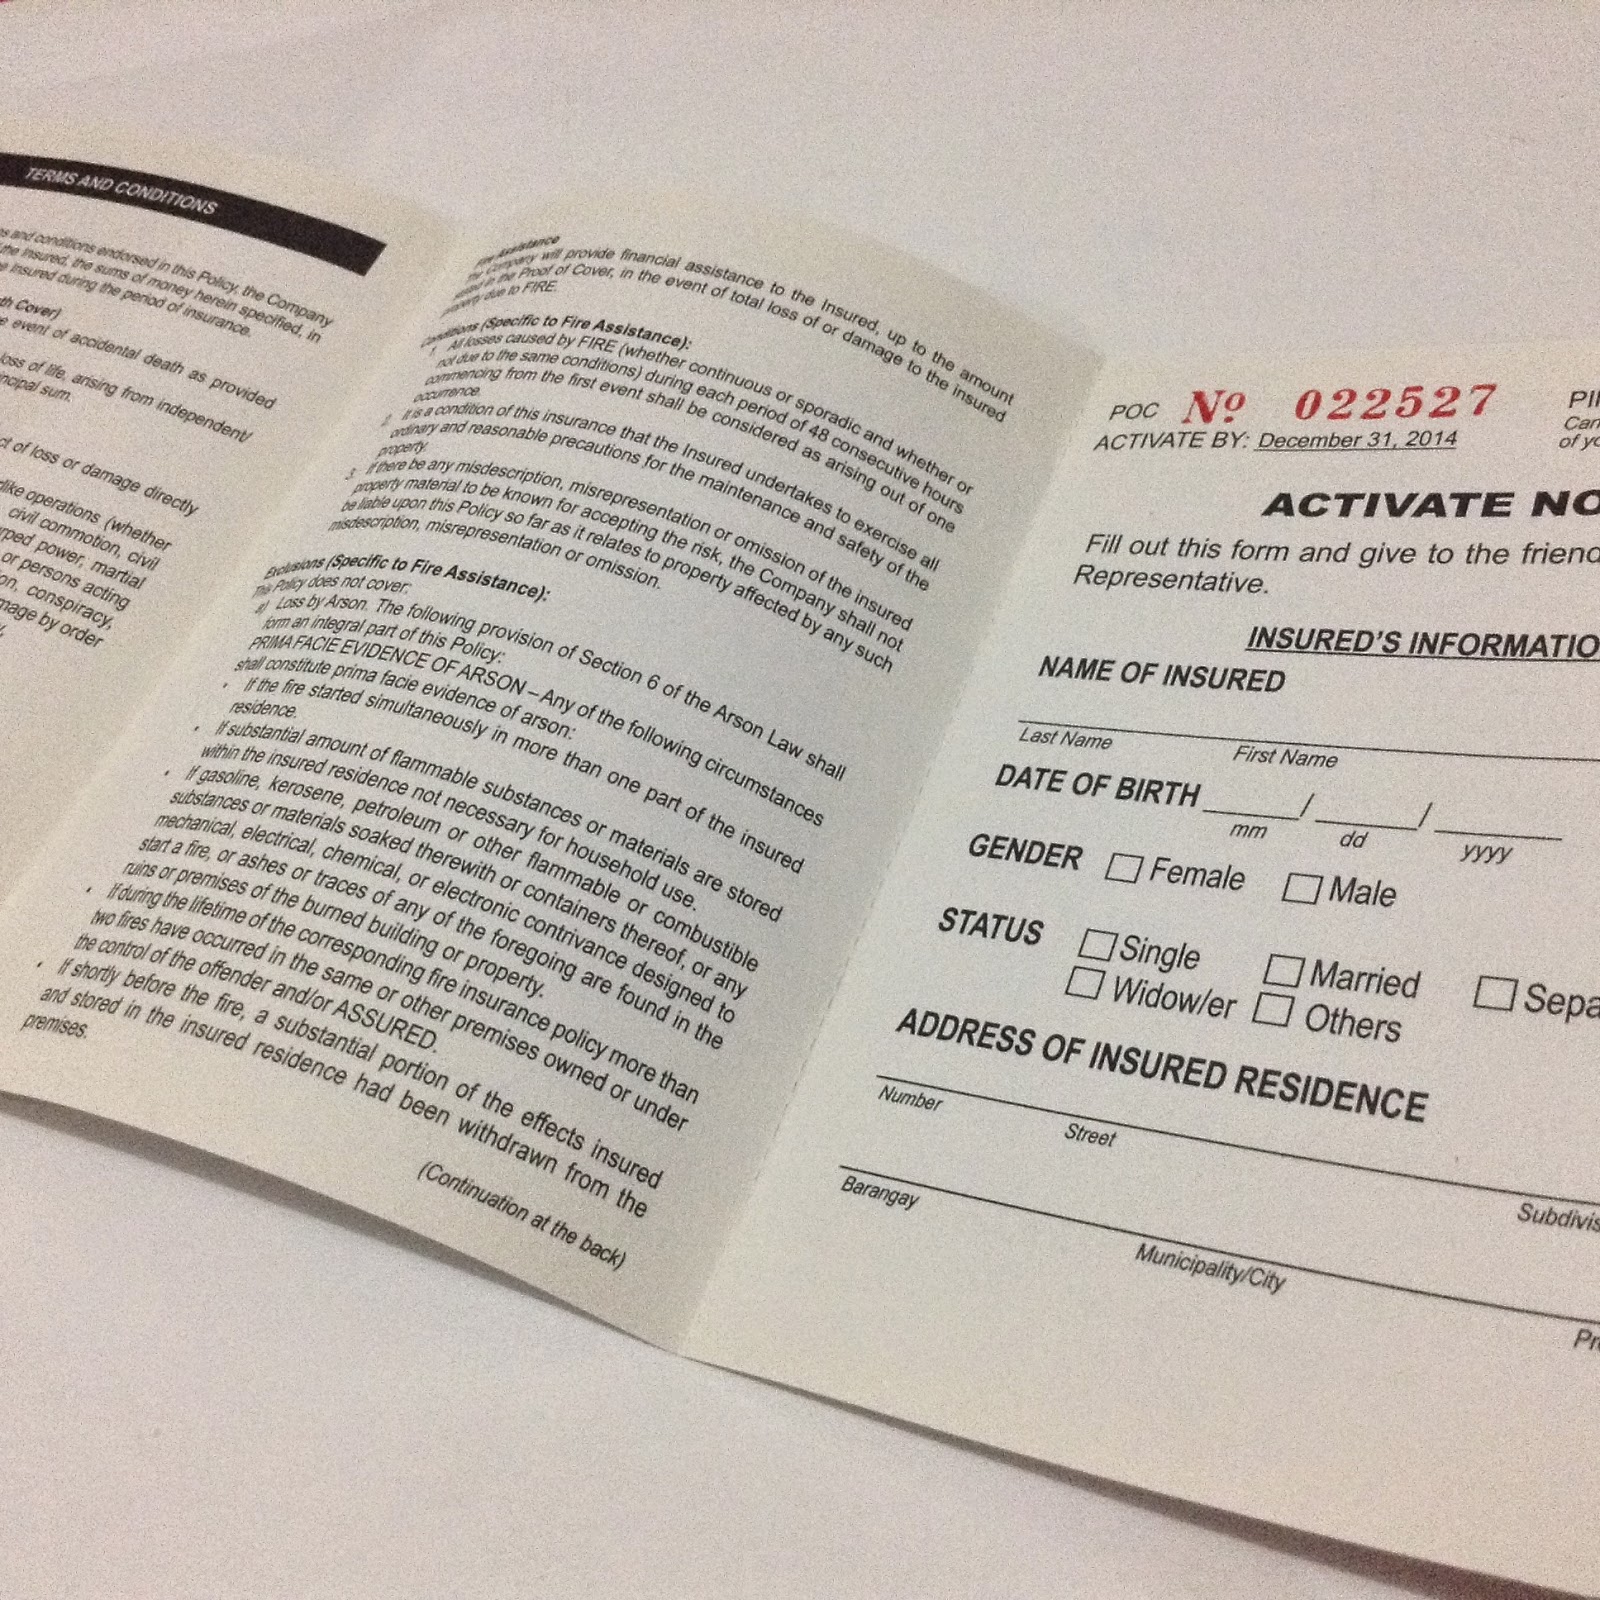 TERMS AND CONDITIONS
and conditions endorsed in this Policy, the Company
the Insured, the sums of money herein specified, in
Insured during the period of insurance.
Cover)
event of accidental death as provided
loss of life, arising from independent/
sum.
of loss or damage directly
operations (whether
civil commotion, civil
power, martial
or persons acting
conspiracy,
by order
Fire Assistance
The Company will provide financial assistance to the Insured, up to the amount
stated in the Proof of Cover, in the event of total loss of or damage to the insured
property due to FIRE.
Conditions (Specific to Fire Assistance):
1. All losses caused by FIRE (whether continuous or sporadic and whether or
not due to the same conditions) during each period of 48 consecutive hours
commencing from the first event shall be considered as arising out of one
occurrence.
2. It is a condition of this insurance that the Insured undertakes to exercise all
ordinary and reasonable precautions for the maintenance and safety of the
property.
3. If there be any misdescription, misrepresentation or omission of the insured
property material to be known for accepting the risk, the Company shall not
be liable upon this Policy so far as it relates to property affected by any such
misdescription, misrepresentation or omission.
Exclusions (Specific to Fire Assistance):
This Policy does not cover:
a) Loss by Arson. The following provision of Section 6 of the Arson Law shall
form an integral part of this Policy:
PRIMA FACIE EVIDENCE OF ARSON – Any of the following circumstances
shall constitute prima facie evidence of arson:
• If the fire started simultaneously in more than one part of the insured
residence.
• If substantial amount of flammable substances or materials are stored
within the insured residence not necessary for household use.
• If gasoline, kerosene, petroleum or other flammable or combustible
substances or materials soaked therewith or containers thereof, or any
mechanical, electrical, chemical, or electronic contrivance designed to
start a fire, or ashes or traces of any of the foregoing are found in the
ruins or premises of the burned building or property.
• If during the lifetime of the corresponding fire insurance policy more than
two fires have occurred in the same or other premises owned or under
the control of the offender and/or ASSURED.
• If shortly before the fire, a substantial portion of the effects insured
and stored in the insured residence had been withdrawn from the
premises.
(Continuation at the back)
POC Nº 022527
ACTIVATE BY: December 31, 2014
of
ACTIVATE NO
Fill out this form and give to the friend
Representative.
INSURED'S INFORMATIO
NAME OF INSURED
Last Name First Name
DATE OF BIRTH ____/____/____
mm dd yyyy
GENDER ☐ Female ☐ Male
STATUS ☐ Single ☐ Married ☐ Sepa
☐ Widow/er ☐ Others
ADDRESS OF INSURED RESIDENCE
Number Street Subdivis
Barangay Municipality/City Pr